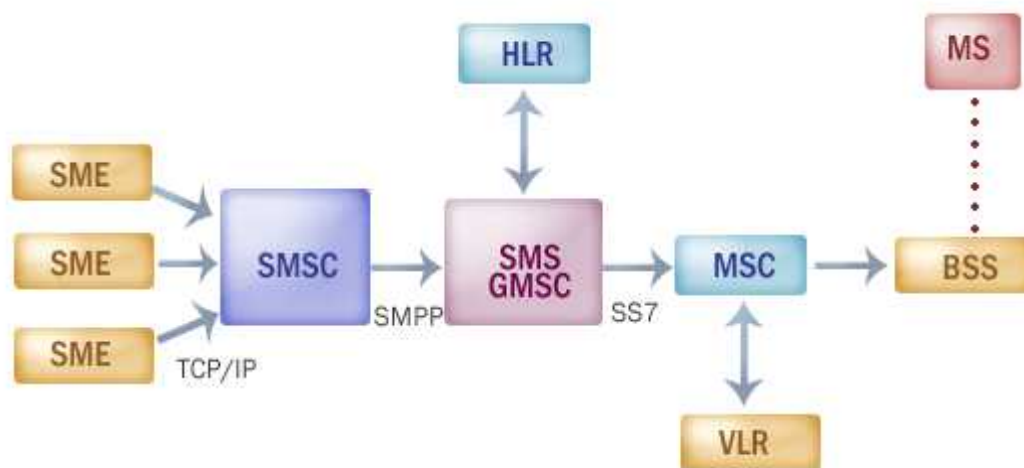 HLR
MS
SME
SME
SMSC
SMS
GMSC
MSC
BSS
SMPP
SS7
SME
TCP/IP
VLR